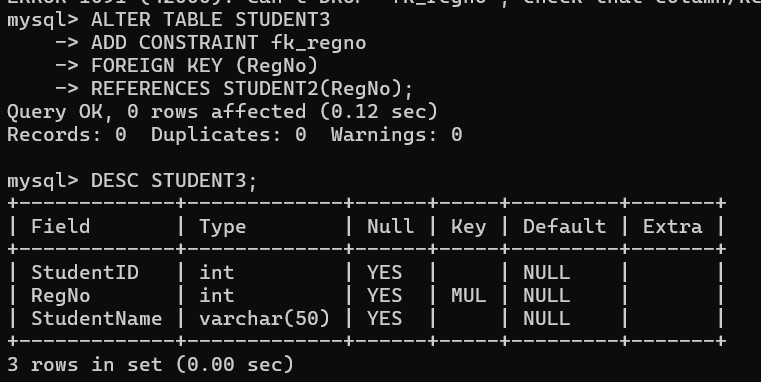 ERROR 1091 (42000): Can't DROP 'fk_regno'; check that column/ke
mysql> ALTER TABLE STUDENT3
    -> ADD CONSTRAINT fk_regno
    -> FOREIGN KEY (RegNo)
    -> REFERENCES STUDENT2(RegNo);
Query OK, 0 rows affected (0.12 sec)
Records: 0  Duplicates: 0  Warnings: 0

mysql> DESC STUDENT3;
+-------------+-------------+------+-----+---------+-------+
| Field       | Type        | Null | Key | Default | Extra |
+-------------+-------------+------+-----+---------+-------+
| StudentID   | int         | YES  |     | NULL    |       |
| RegNo       | int         | YES  | MUL | NULL    |       |
| StudentName | varchar(50) | YES  |     | NULL    |       |
+-------------+-------------+------+-----+---------+-------+
3 rows in set (0.00 sec)